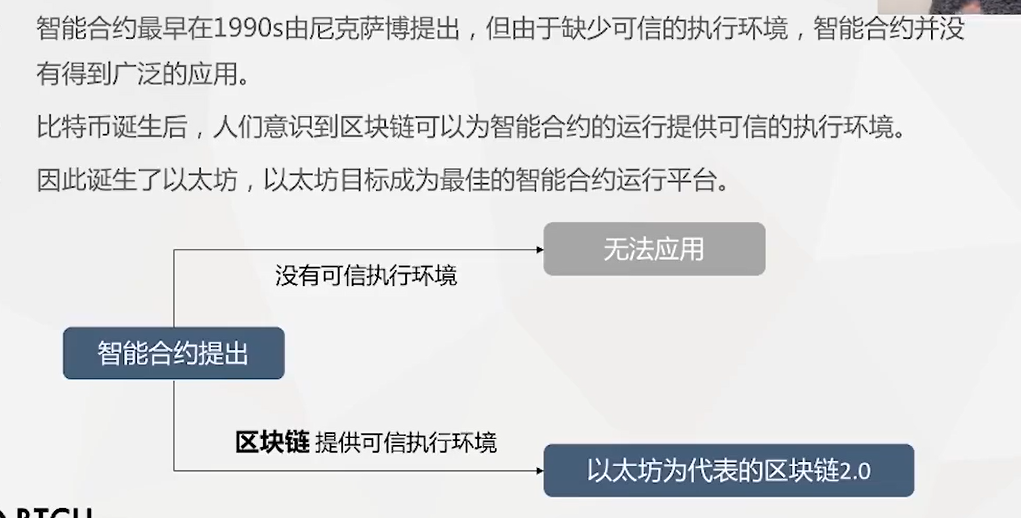 智能合约最早在1990s由尼克萨博提出，但由于缺少可信的执行环境，智能合约并没
有得到广泛的应用。
比特币诞生后，人们意识到区块链可以为智能合约的运行提供可信的执行环境。
因此诞生了以太坊，以太坊目标成为最佳的智能合约运行平台。
无法应用
没有可信执行环境
智能合约提出
区块链 提供可信执行环境
以太坊为代表的区块链2.0